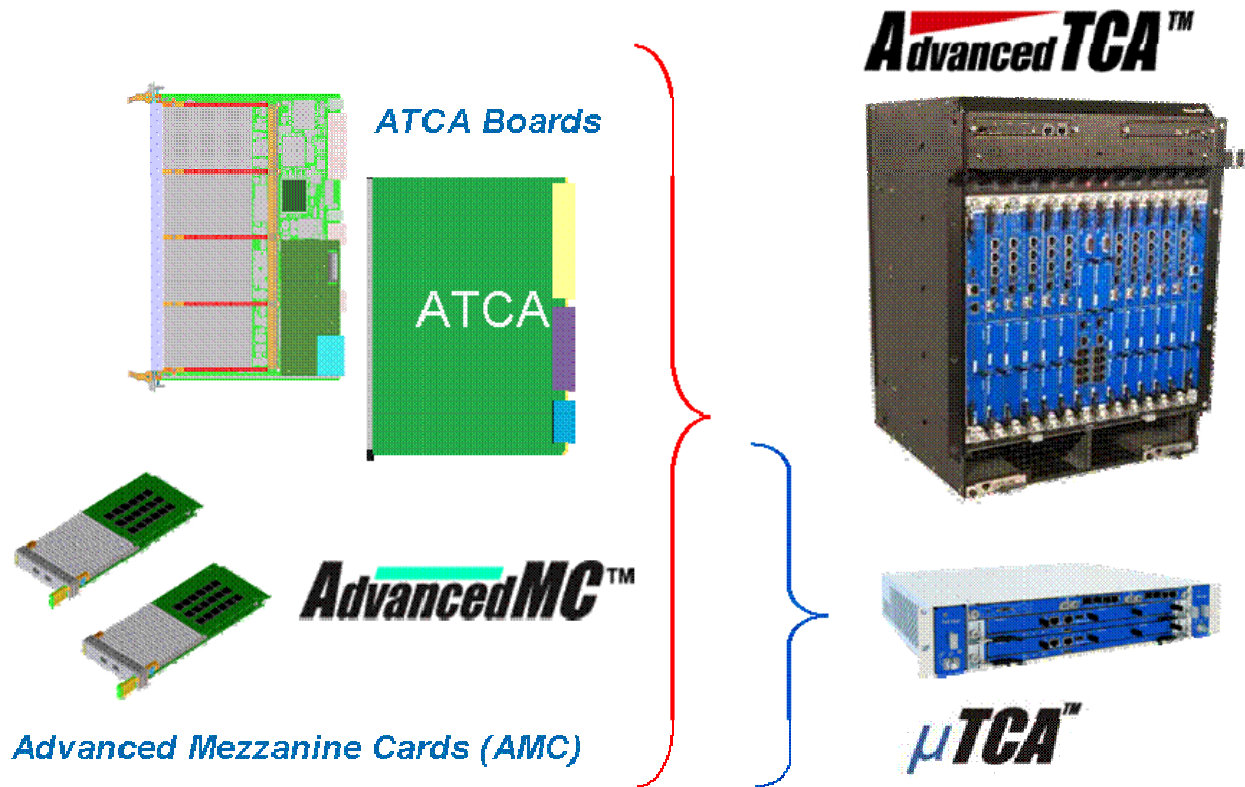 AdvancedTCA™
ATCA Boards
ATCA
AdvancedMC™
Advanced Mezzanine Cards (AMC)
μTCA™